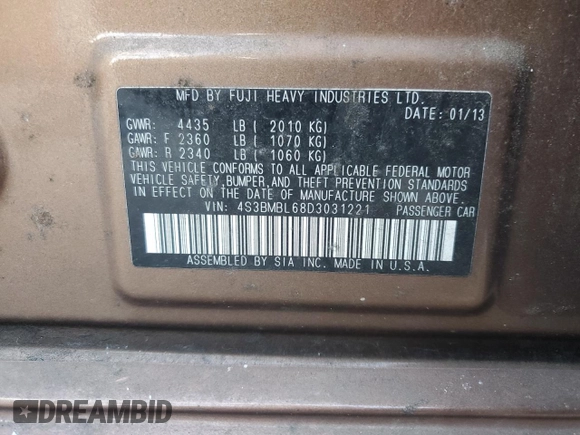 MFD BY FUJI HEAVY INDUSTRIES LTD.
DATE: 01/13
GVWR: 4435 LB ( 2010 KG)
GAWR: F 2360 LB ( 1070 KG)
GAWR: R 2340 LB ( 1060 KG)
THIS VEHICLE CONFORMS TO ALL APPLICABLE FEDERAL MOTOR
VEHICLE SAFETY, BUMPER, AND THEFT PREVENTION STANDARDS
IN EFFECT ON THE DATE OF MANUFACTURE SHOWN ABOVE.
VIN: 4S3BMBL68D3031221 PASSENGER CAR
ASSEMBLED BY SIA INC. MADE IN U.S.A.
DREAMBID